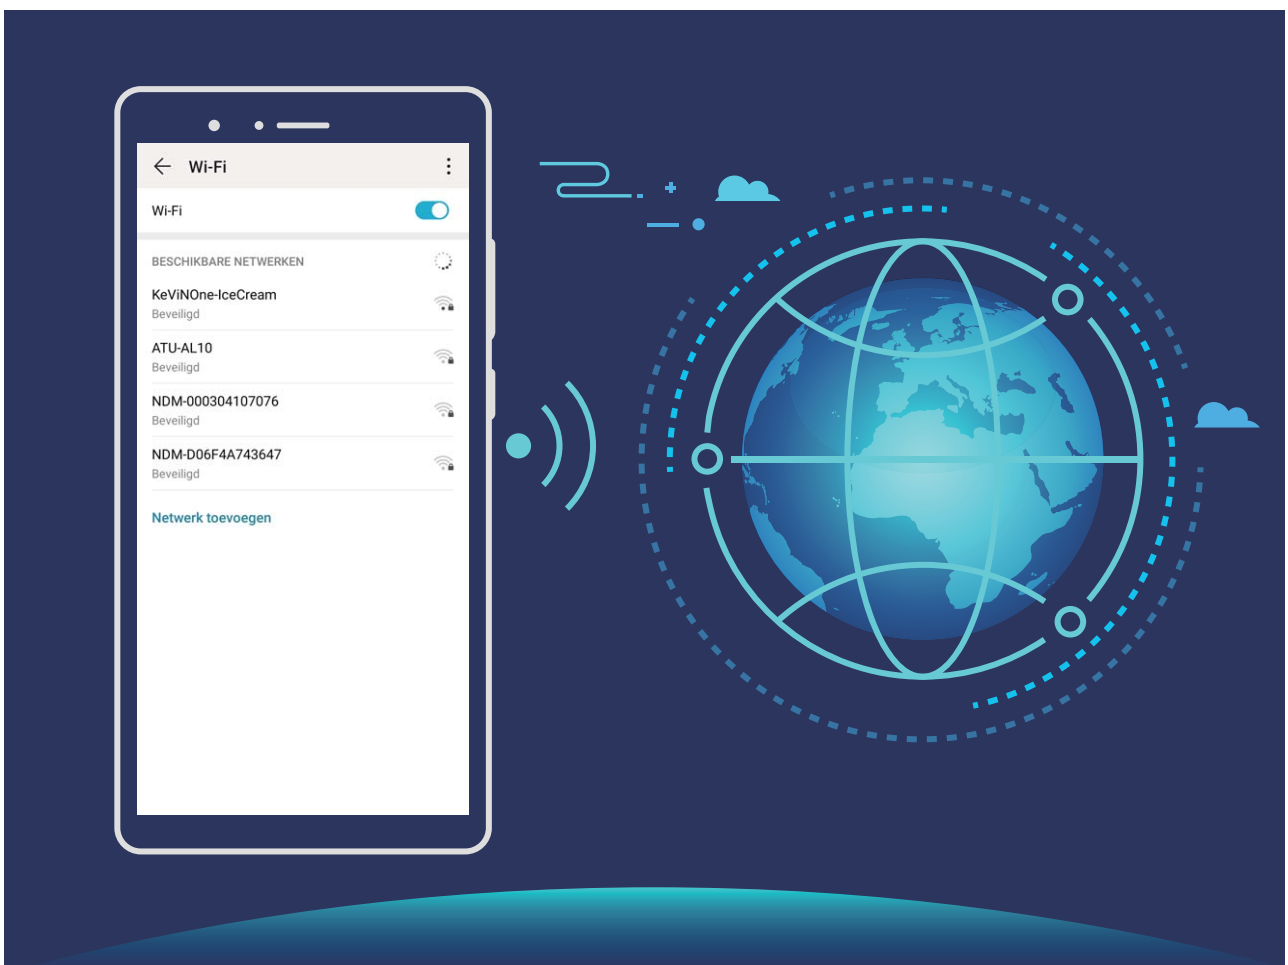 Wi-Fi
Wi-Fi
BESCHIKBARE NETWERKEN
KeViNOne-IceCream
Beveiligd
ATU-AL10
Beveiligd
NDM-000304107076
Beveiligd
NDM-D06F4A743647
Beveiligd
Netwerk toevoegen